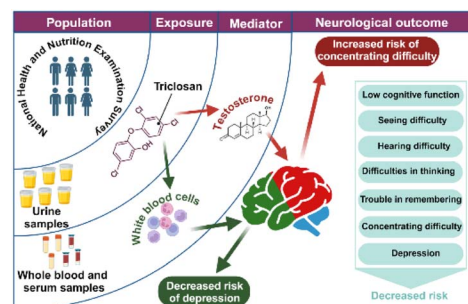 Population
Exposure
Mediator
Neurological outcome
National Health and Nutrition Examination Survey
Triclosan
OH
Testosterone
Increased risk of
concentrating difficulty
Low cognitive function
Seeing difficulty
Hearing difficulty
Difficulties in thinking
Trouble in remembering
Concentrating difficulty
Depression
Decreased risk
Urine
samples
White blood cells
Whole blood and
serum samples
Decreased risk
of depression